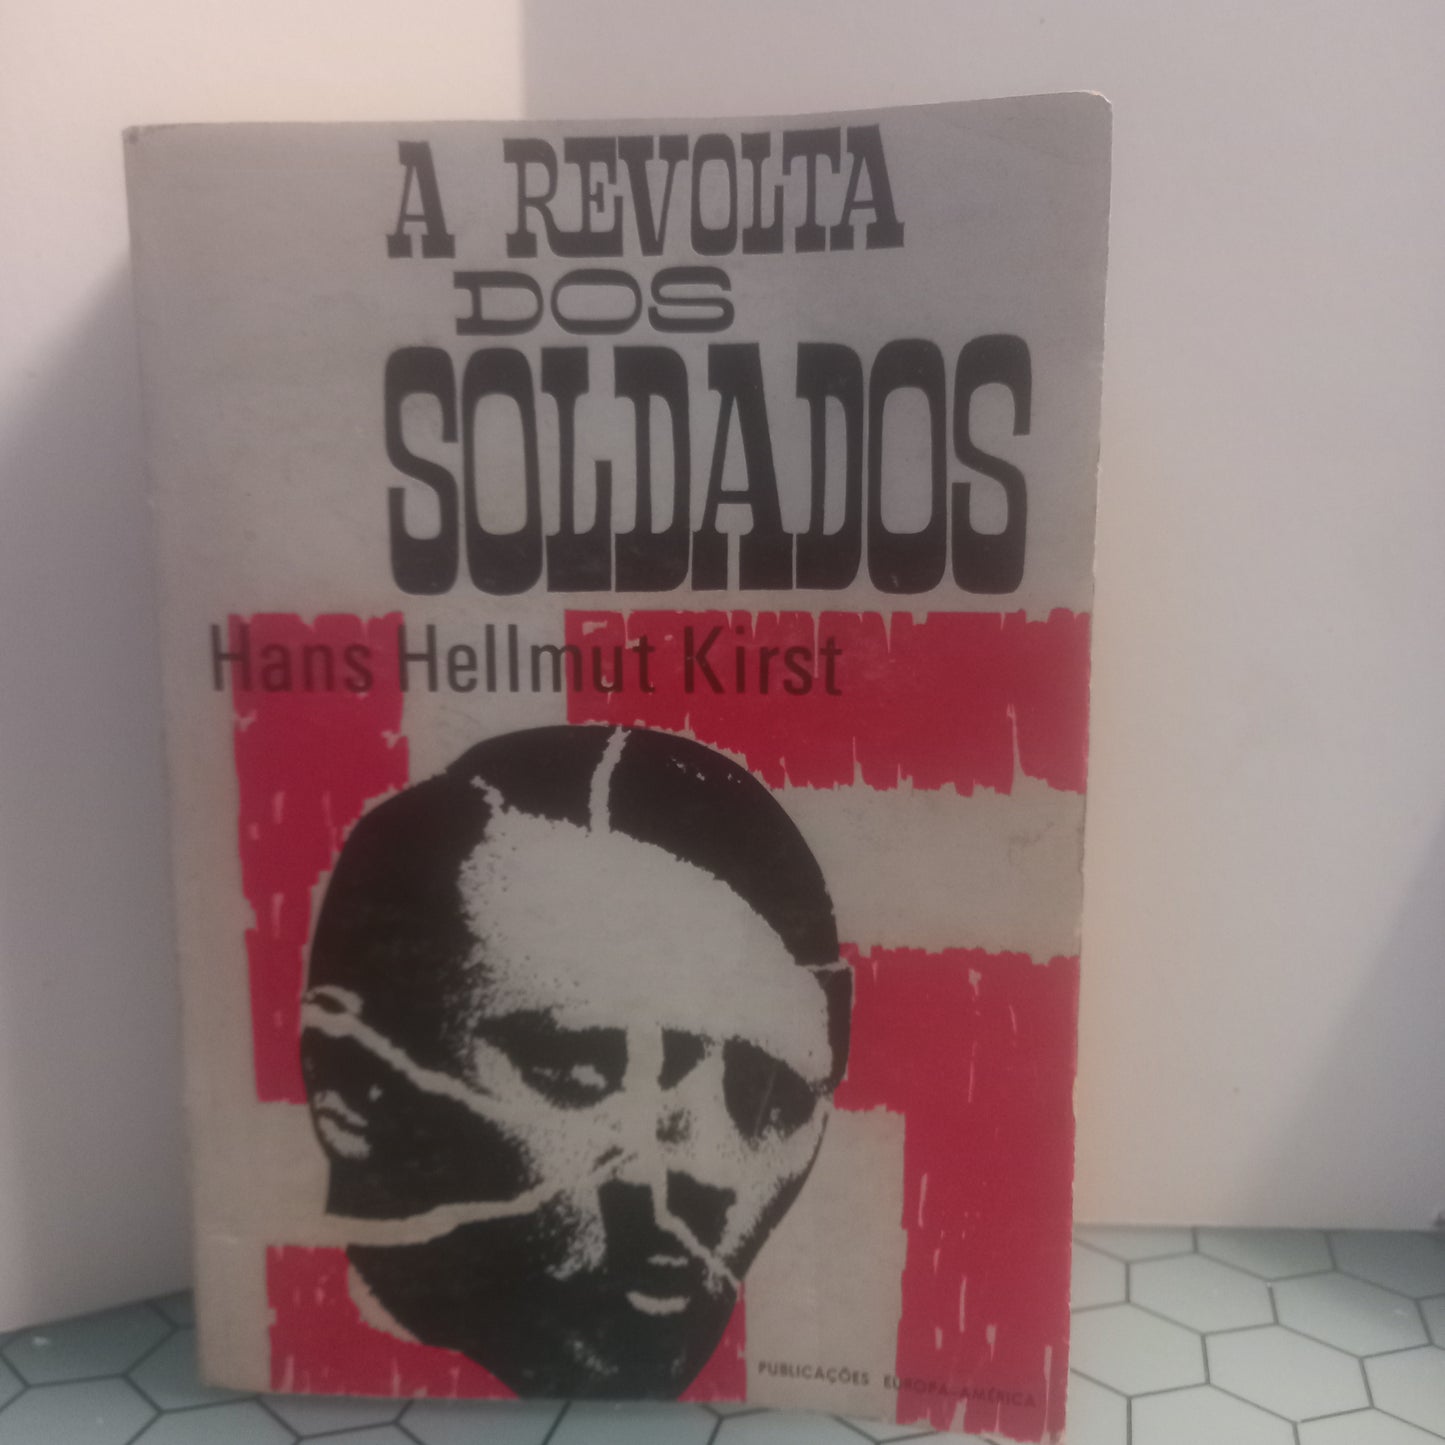 A REVOLTA
DOS
SOLDADOS
Hans Hellmut Kirst
PUBLICAÇÕES EUROPA-AMÉRICA